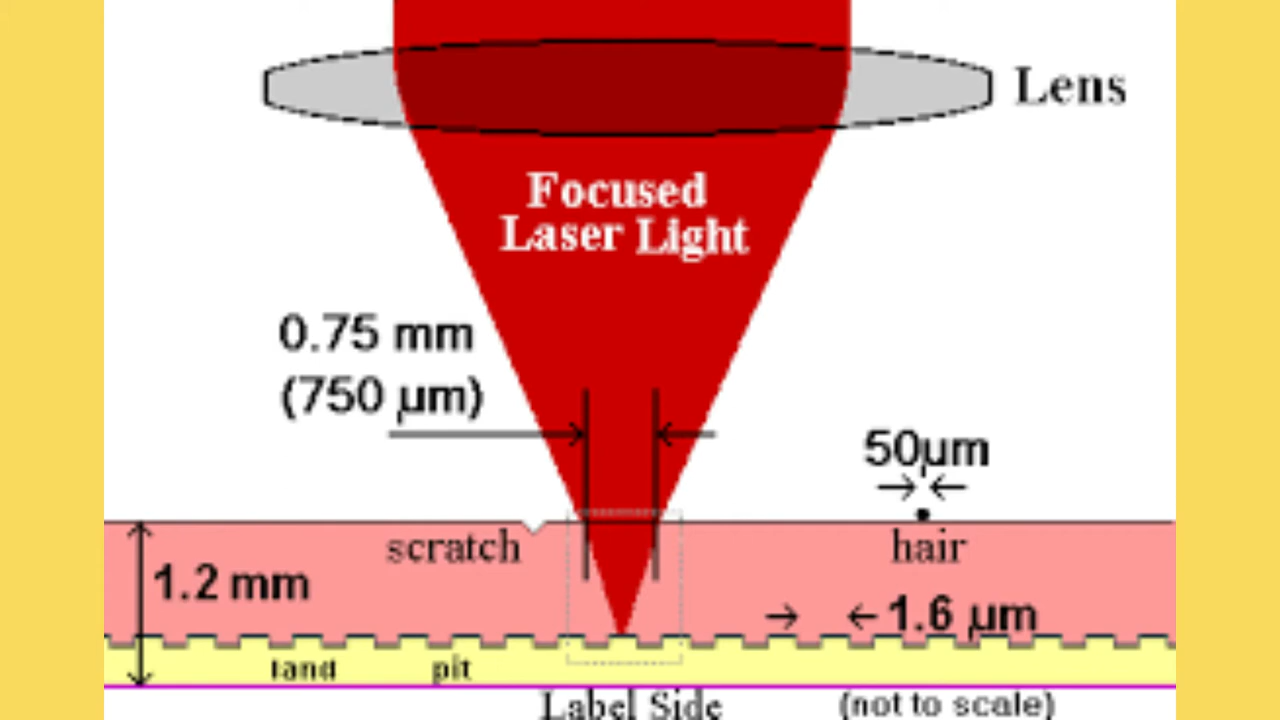 Lens
Focused
Laser Light
0.75 mm
(750 µm)
50µm
scratch
hair
1.2 mm
1.6 µm
land
pit
Label Side
(not to scale)